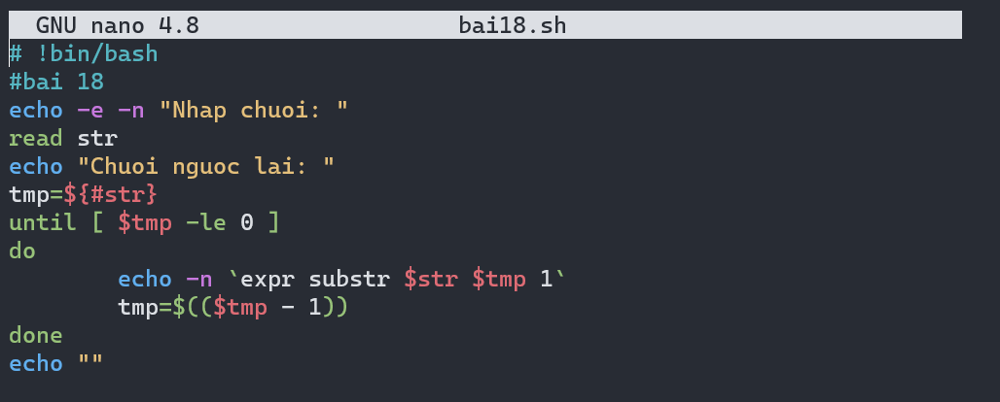 GNU nano 4.8 bai18.sh
# !bin/bash
#bai 18
echo -e -n "Nhap chuoi: "
read str
echo "Chuoi nguoc lai: "
tmp=${#str}
until [ $tmp -le 0 ]
do
        echo -n `expr substr $str $tmp 1`
        tmp=$(($tmp - 1))
done
echo ""